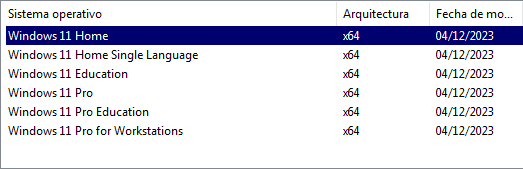 Sistema operativo Arquitectura Fecha de mo...
Windows 11 Home x64 04/12/2023
Windows 11 Home Single Language x64 04/12/2023
Windows 11 Education x64 04/12/2023
Windows 11 Pro x64 04/12/2023
Windows 11 Pro Education x64 04/12/2023
Windows 11 Pro for Workstations x64 04/12/2023